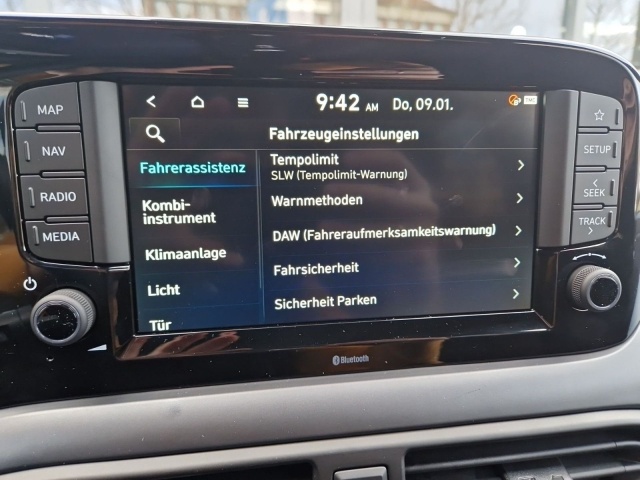 MAP
NAV
RADIO
MEDIA
9:42 AM Do, 09.01.
Fahrzeugeinstellungen
Fahrerassistenz
Kombi-
instrument
Klimaanlage
Licht
Tür
Tempolimit
SLW (Tempolimit-Warnung)
Warnmethoden
DAW (Fahreraufmerksamkeitswarnung)
Fahrsicherheit
Sicherheit Parken
SETUP
SEEK
TRACK
Bluetooth